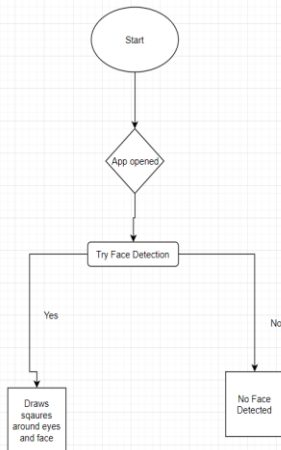 Start
App opened
Try Face Detection
Yes
No
Draws
sqaures
around eyes
and face
No Face
Detected